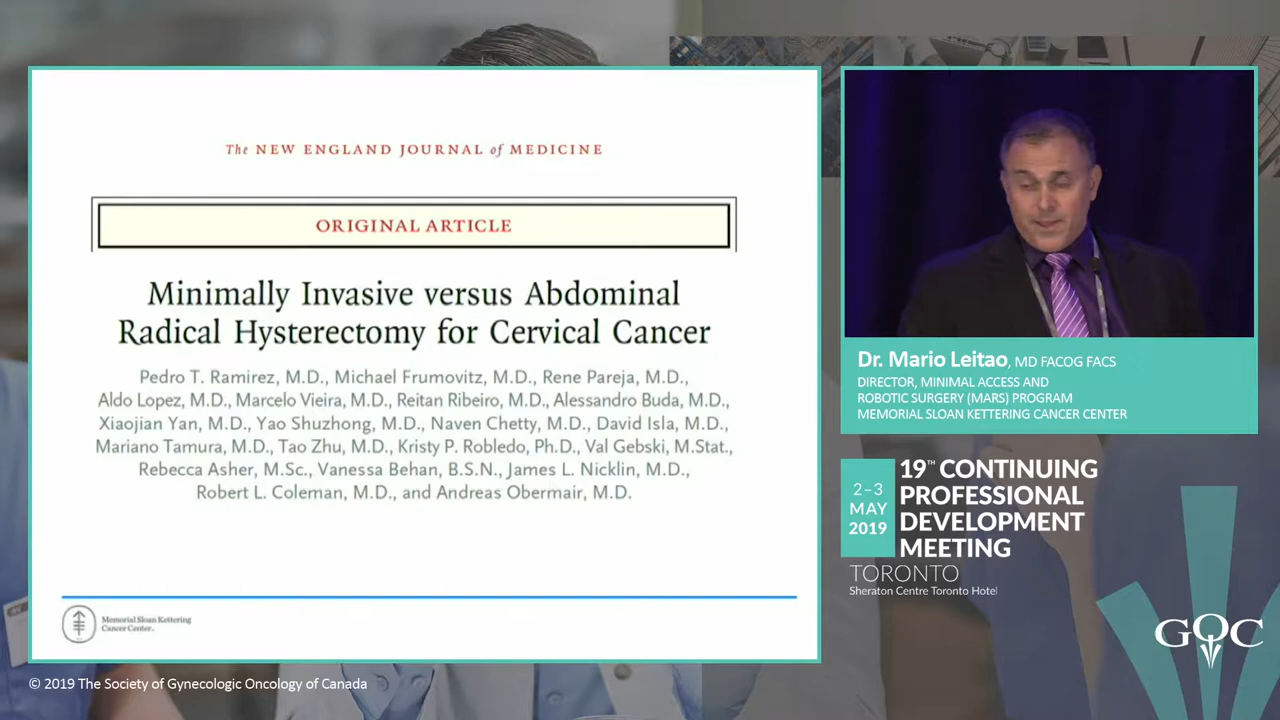 The NEW ENGLAND JOURNAL of MEDICINE
ORIGINAL ARTICLE
Minimally Invasive versus Abdominal
Radical Hysterectomy for Cervical Cancer
Pedro T. Ramirez, M.D., Michael Frumovitz, M.D., Rene Pareja, M.D.,
Aldo Lopez, M.D., Marcelo Vieira, M.D., Reitan Ribeiro, M.D., Alessandro Buda, M.D.,
Xiaojian Yan, M.D., Yao Shuzhong, M.D., Naven Chetty, M.D., David Isla, M.D.,
Mariano Tamura, M.D., Tao Zhu, M.D., Kristy P. Robledo, Ph.D., Val Gebski, M.Stat.,
Rebecca Asher, M.Sc., Vanessa Behan, B.S.N., James L. Nicklin, M.D.,
Robert L. Coleman, M.D., and Andreas Obermair, M.D.
Memorial Sloan Kettering
Cancer Center
© 2019 The Society of Gynecologic Oncology of Canada
Dr. Mario Leitao, MD FACOG FACS
DIRECTOR, MINIMAL ACCESS AND
ROBOTIC SURGERY (MARS) PROGRAM
MEMORIAL SLOAN KETTERING CANCER CENTER
2–3
MAY
2019
19™ CONTINUING
PROFESSIONAL
DEVELOPMENT
MEETING
TORONTO
Sheraton Centre Toronto Hotel
GOC